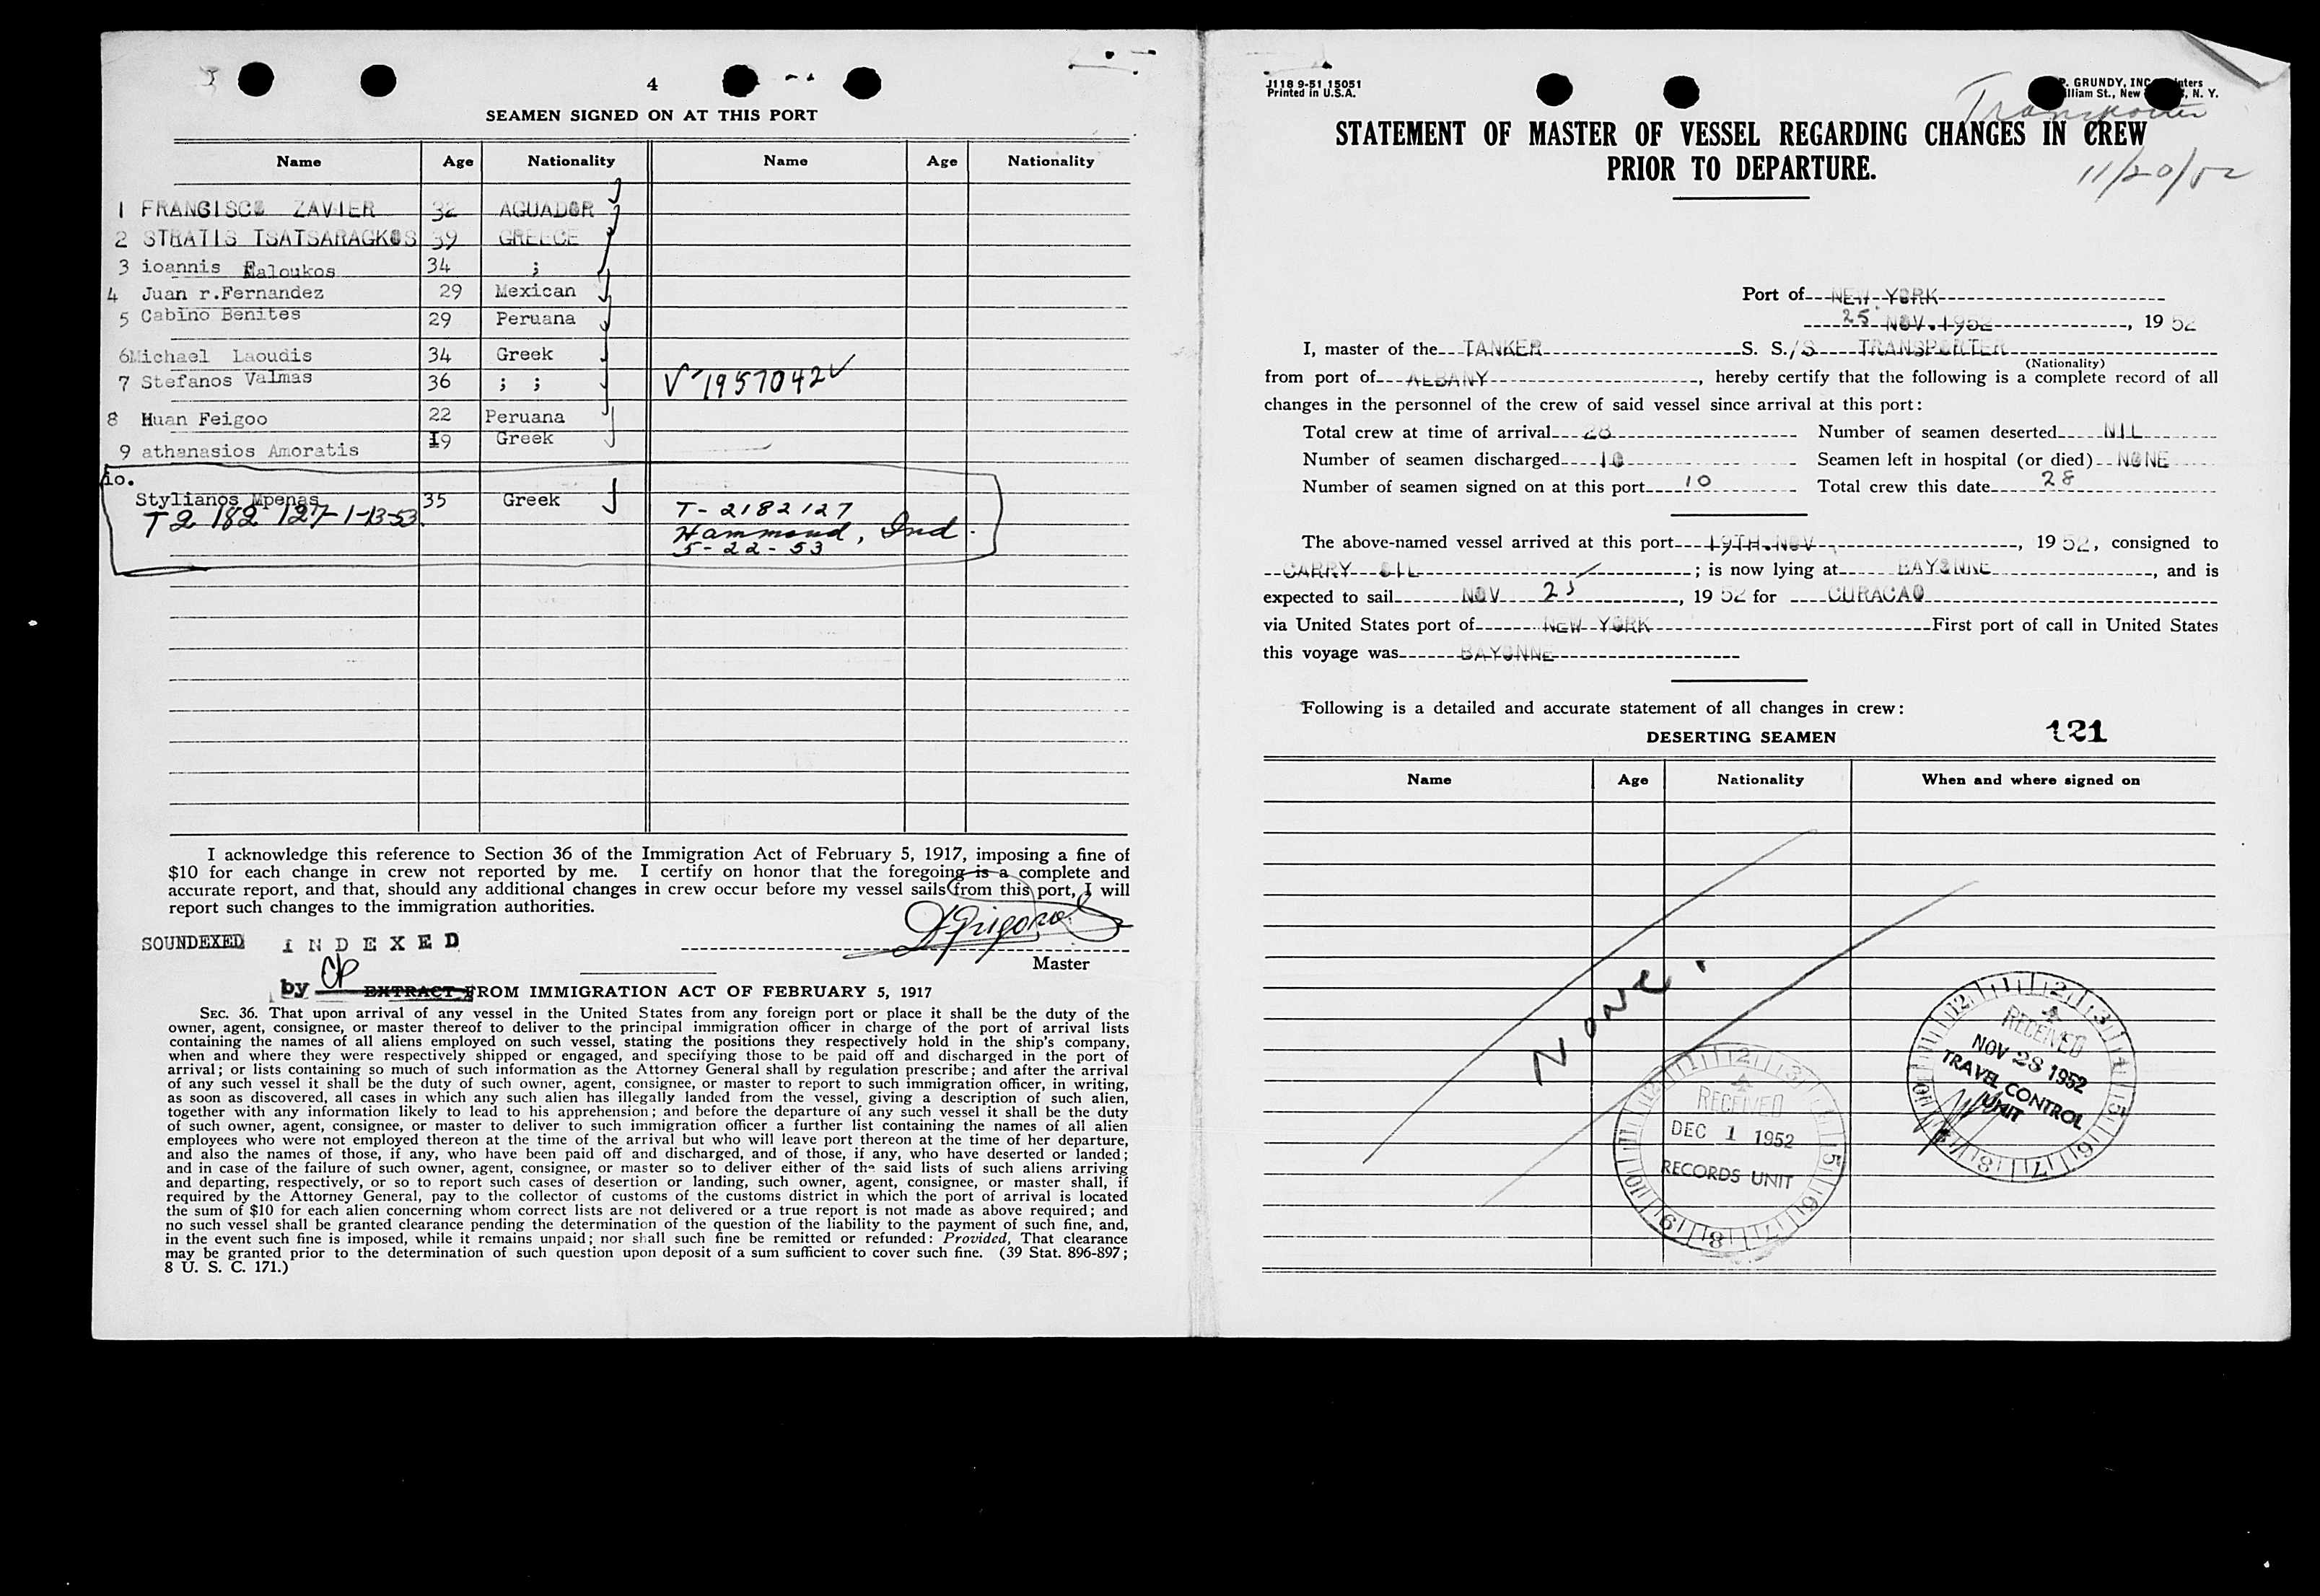 4
SEAMEN SIGNED ON AT THIS PORT
Name Age Nationality Name Age Nationality
1 FRANCISCO ZAVIER 32 AGUADOR
2 STRATIS TSATSARAGKOS 39 GREECE
3 ioannis Faloukos 34 ;
4 Juan r.Fernandez 29 Mexican
5 Cabino Benites 29 Peruana
6 Michael Laoudis 34 Greek
7 Stefanos Valmas 36 ; ; V-1957042
8 Huan Feigoo 22 Peruana
9 athanasios Amoratis 19 Greek
io.
Stylianos Mpenas 35 Greek T-2182127
T2 182 127-1-13-53 Hammond, Ind.
5-22-53
I acknowledge this reference to Section 36 of the Immigration Act of February 5, 1917, imposing a fine of
$10 for each change in crew not reported by me. I certify on honor that the foregoing is a complete and
accurate report, and that, should any additional changes in crew occur before my vessel sails from this port, I will
report such changes to the immigration authorities.
SOUNDEXED INDEXED
Master
by CP EXTRACT FROM IMMIGRATION ACT OF FEBRUARY 5, 1917
SEC. 36. That upon arrival of any vessel in the United States from any foreign port or place it shall be the duty of the
owner, agent, consignee, or master thereof to deliver to the principal immigration officer in charge of the port of arrival lists
containing the names of all aliens employed on such vessel, stating the positions they respectively hold in the ship's company,
when and where they were respectively shipped or engaged, and specifying those to be paid off and discharged in the port of
arrival; or lists containing so much of such information as the Attorney General shall by regulation prescribe; and after the arrival
of any such vessel it shall be the duty of such owner, agent, consignee, or master to report to such immigration officer, in writing,
as soon as discovered, all cases in which any such alien has illegally landed from the vessel, giving a description of such alien,
together with any information likely to lead to his apprehension; and before the departure of any such vessel it shall be the duty
of such owner, agent, consignee, or master to deliver to such immigration officer a further list containing the names of all alien
employees who were not employed thereon at the time of the arrival but who will leave port thereon at the time of her departure,
and also the names of those, if any, who have been paid off and discharged, and of those, if any, who have deserted or landed;
and in case of the failure of such owner, agent, consignee, or master so to deliver either of the said lists of such aliens arriving
and departing, respectively, or so to report such cases of desertion or landing, such owner, agent, consignee, or master shall, if
required by the Attorney General, pay to the collector of customs of the customs district in which the port of arrival is located
the sum of $10 for each alien concerning whom correct lists are not delivered or a true report is not made as above required; and
no such vessel shall be granted clearance pending the determination of the question of the liability to the payment of such fine, and,
in the event such fine is imposed, while it remains unpaid; nor shall such fine be remitted or refunded: Provided, That clearance
may be granted prior to the determination of such question upon deposit of a sum sufficient to cover such fine. (39 Stat. 896-897;
8 U. S. C. 171.)
J118 9-51 15051
Printed in U.S.A.
P. GRUNDY, INC.
William St., New N. Y.
Transporter
STATEMENT OF MASTER OF VESSEL REGARDING CHANGES IN CREW
PRIOR TO DEPARTURE.
11/20/52
Port of NEW YORK
25 NOV.1952, 19 52
I, master of the TANKER S. S./S TRANSPORTER
(Nationality)
from port of ALBANY, hereby certify that the following is a complete record of all
changes in the personnel of the crew of said vessel since arrival at this port:
Total crew at time of arrival 28 Number of seamen deserted NIL
Number of seamen discharged 10 Seamen left in hospital (or died) NONE
Number of seamen signed on at this port 10 Total crew this date 28
The above-named vessel arrived at this port 19TH.NOV, 19 52, consigned to
CARRY OIL; is now lying at BAYONNE, and is
expected to sail NOV 25, 19 52 for CURACAO
via United States port of NEW YORK First port of call in United States
this voyage was BAYONNE
Following is a detailed and accurate statement of all changes in crew:
121
DESERTING SEAMEN
Name Age Nationality When and where signed on
None.
RECEIVED
NOV 28 1952
TRAVEL CONTROL
UNIT
RECEIVED
DEC 1 1952
RECORDS UNIT